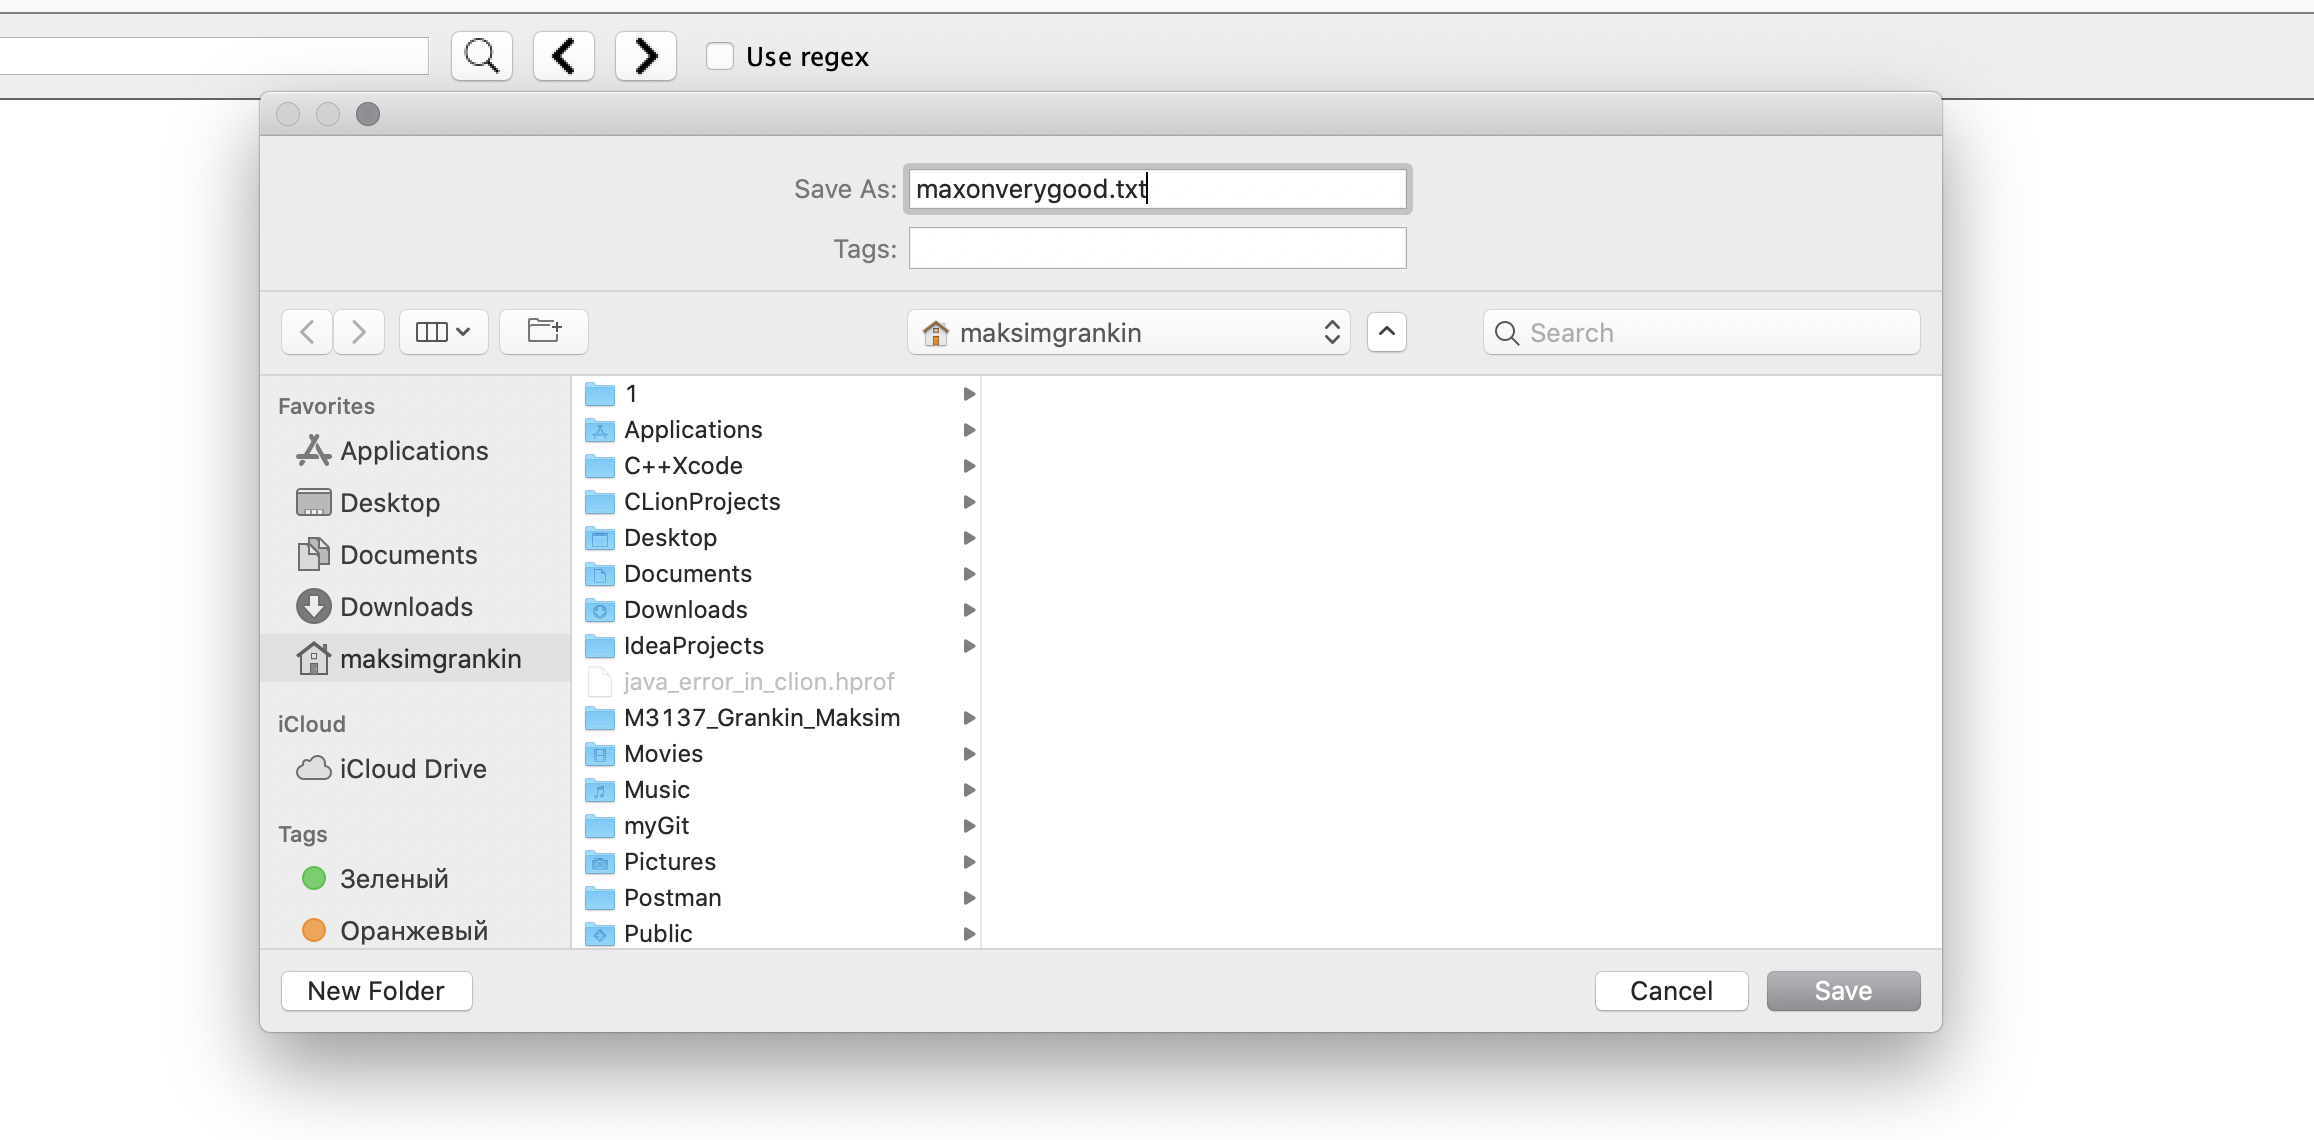 Use regex
Save As: maxonverygood.txt
Tags:
maksimgrankin
Search
Favorites
Applications
Desktop
Documents
Downloads
maksimgrankin
iCloud
iCloud Drive
Tags
Зеленый
Оранжевый
1
Applications
C++Xcode
CLionProjects
Desktop
Documents
Downloads
IdeaProjects
java_error_in_clion.hprof
M3137_Grankin_Maksim
Movies
Music
myGit
Pictures
Postman
Public
New Folder
Cancel
Save